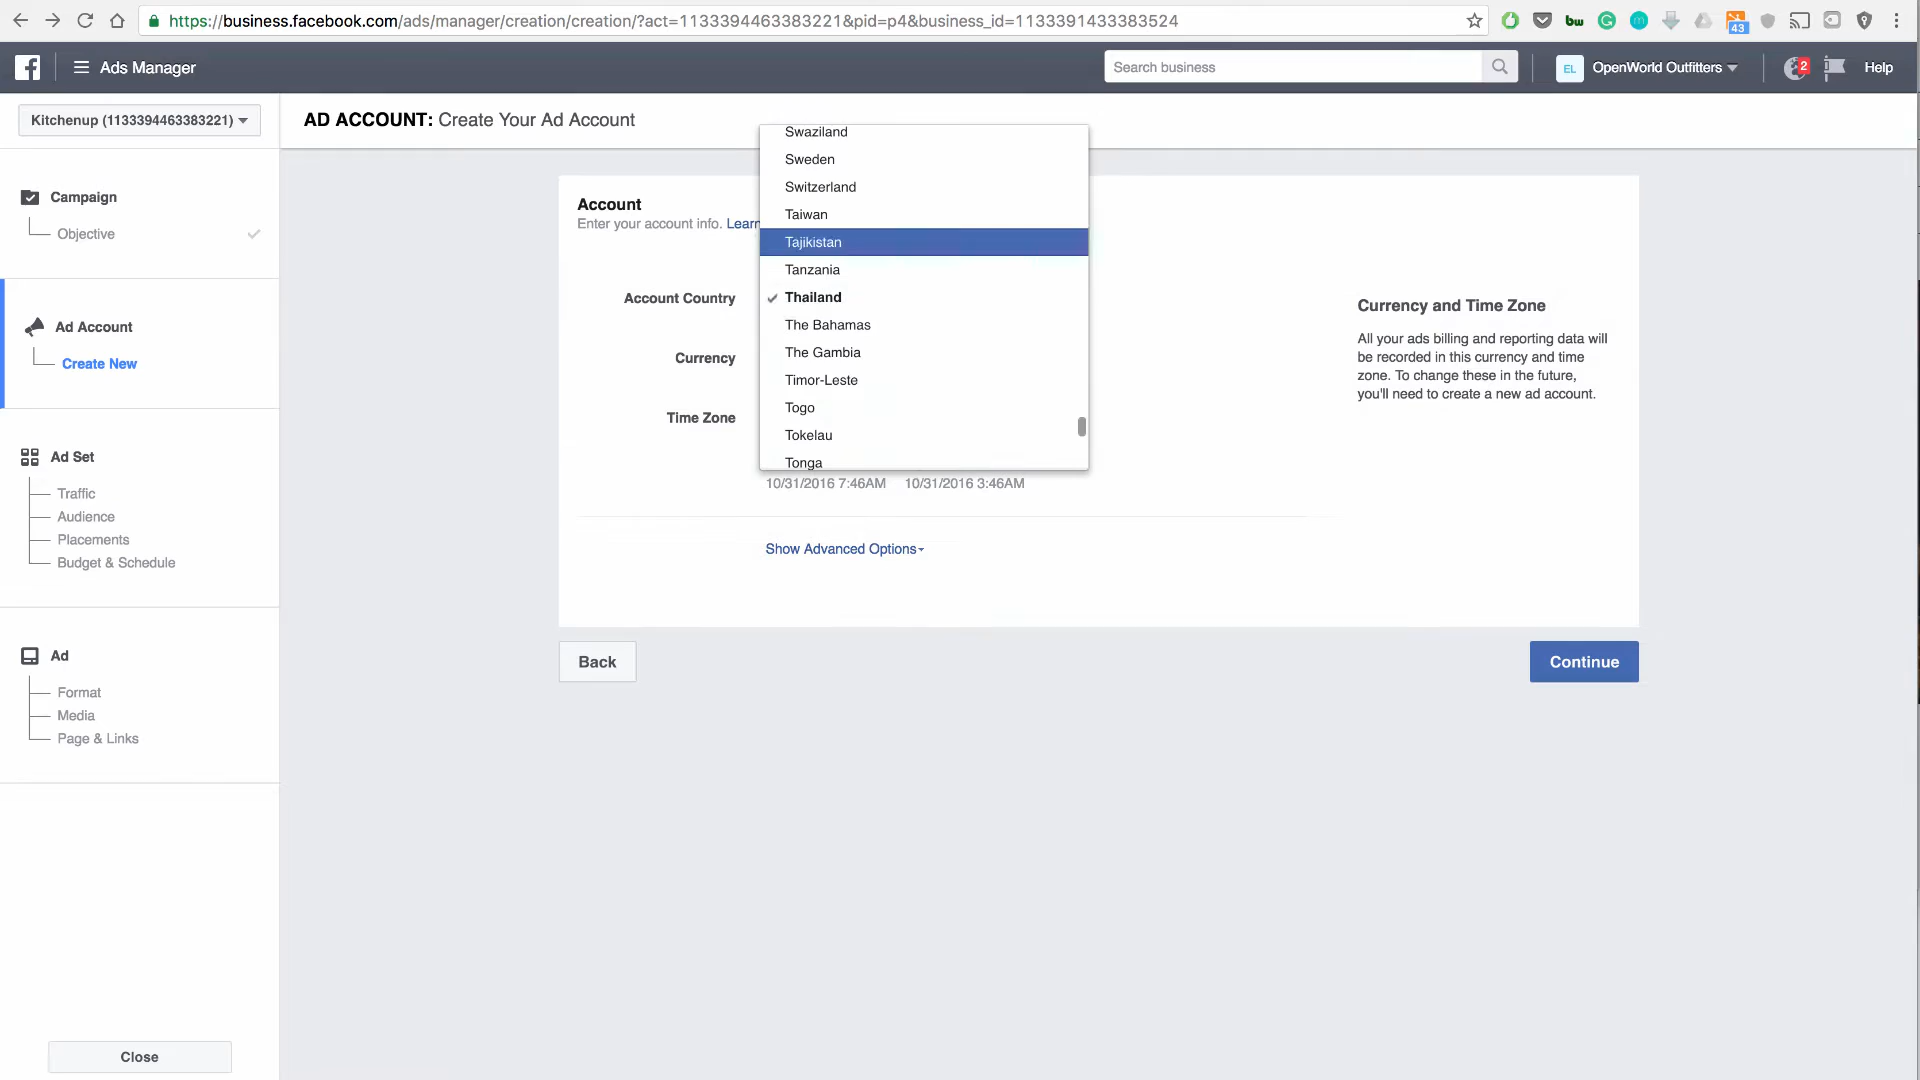 https://business.facebook.com/ads/manager/creation/creation/?act=1133394463383221&pid=p4&business_id=1133391433383524
bw
43
Ads Manager
Search business
EL
OpenWorld Outfitters
2
Help
Kitchenup (1133394463383221)
AD ACCOUNT: Create Your Ad Account
Campaign
Objective
Ad Account
Create New
Ad Set
Traffic
Audience
Placements
Budget & Schedule
Ad
Format
Media
Page & Links
Close
Account
Enter your account info. Learn
Account Country
Currency
Time Zone
Swaziland
Sweden
Switzerland
Taiwan
Tajikistan
Tanzania
Thailand
The Bahamas
The Gambia
Timor-Leste
Togo
Tokelau
Tonga
10/31/2016 7:46AM 10/31/2016 3:46AM
Show Advanced Options
Currency and Time Zone
All your ads billing and reporting data will
be recorded in this currency and time
zone. To change these in the future,
you'll need to create a new ad account.
Back
Continue